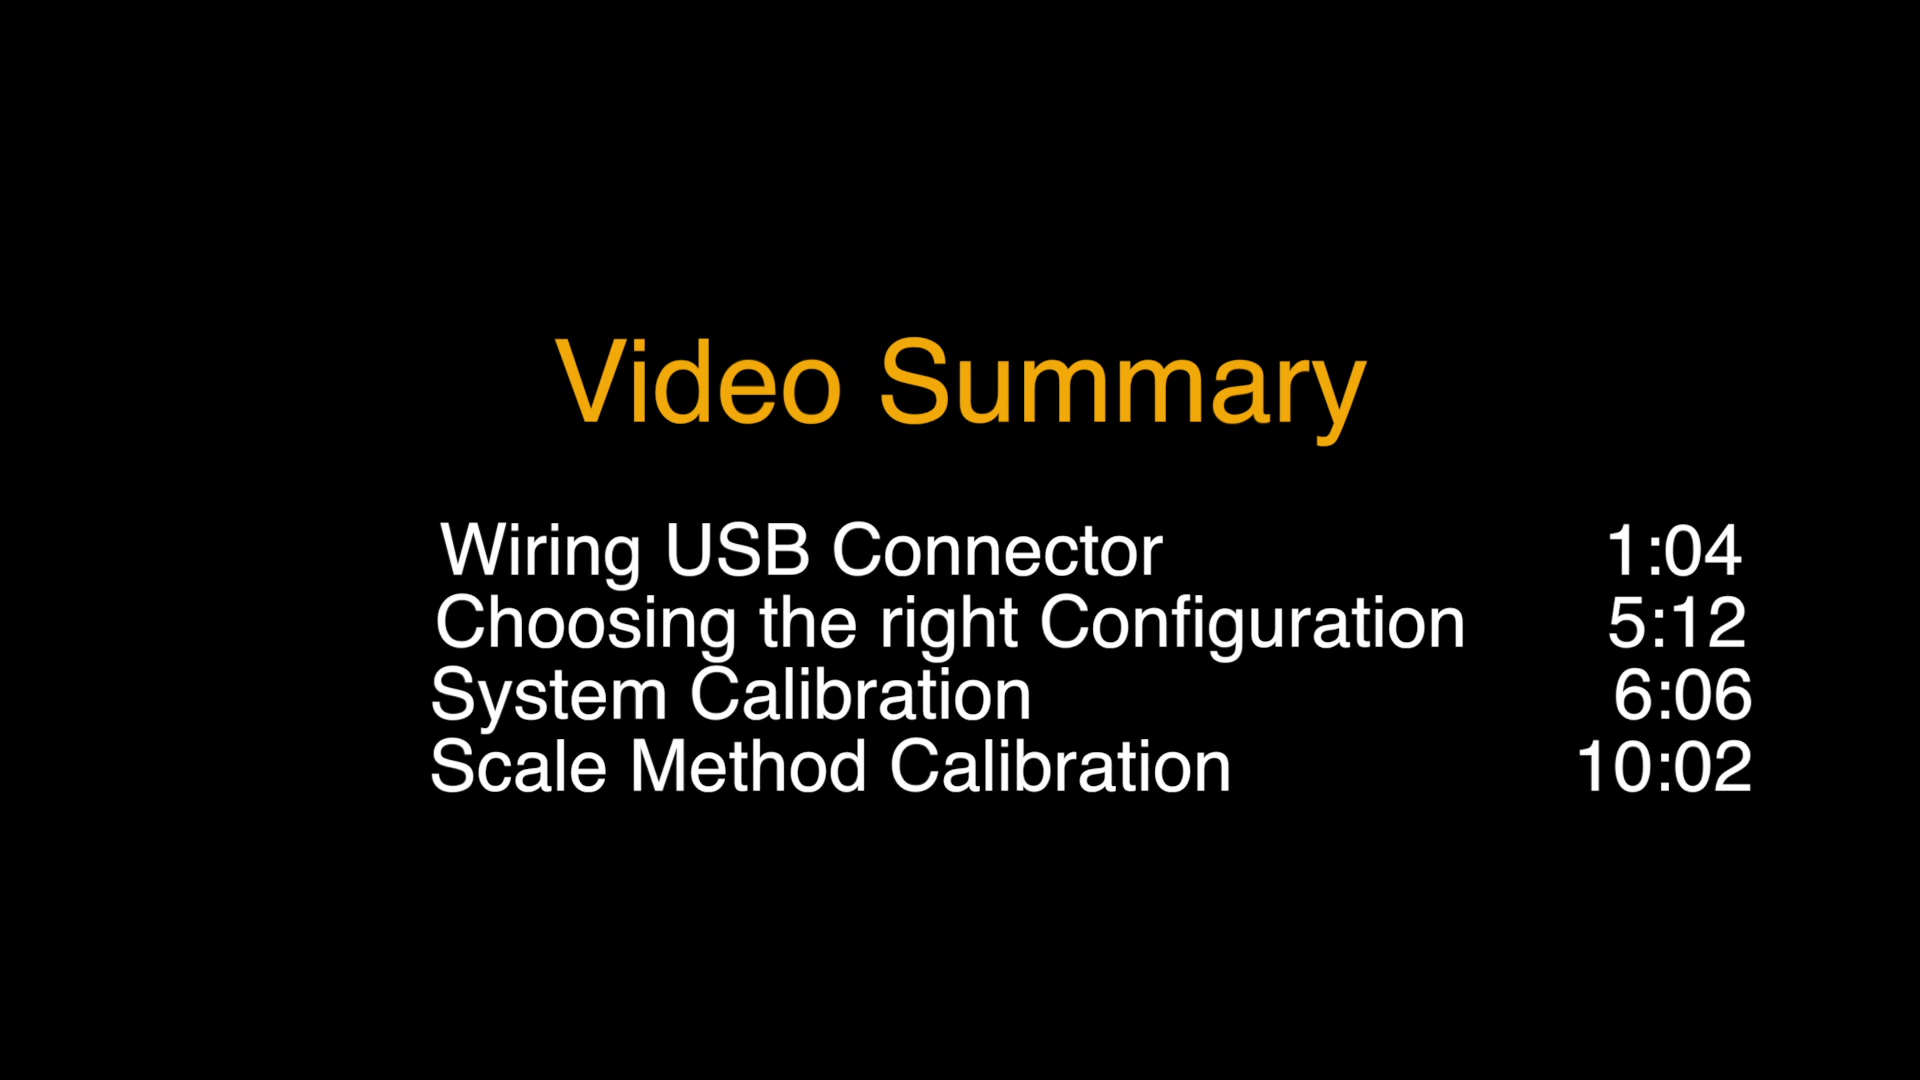 Video Summary
Wiring USB Connector 1:04
Choosing the right Configuration 5:12
System Calibration 6:06
Scale Method Calibration 10:02